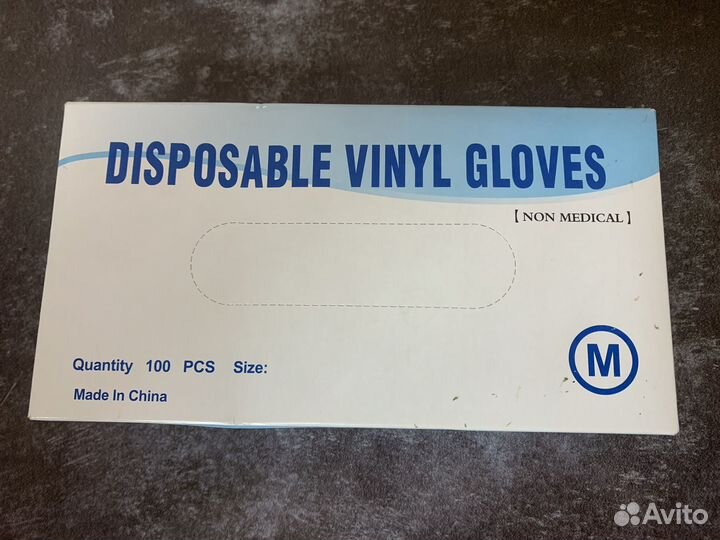 DISPOSABLE VINYL GLOVES
【NON MEDICAL】
M
Quantity 100 PCS Size:
Made In China
Avito